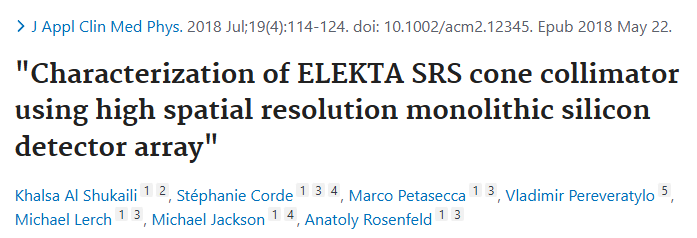 J Appl Clin Med Phys. 2018 Jul;19(4):114-124. doi: 10.1002/acm2.12345. Epub 2018 May 22.
"Characterization of ELEKTA SRS cone collimator
using high spatial resolution monolithic silicon
detector array"
Khalsa Al Shukaili 1 2, Stéphanie Corde 1 3 4, Marco Petasecca 1 3, Vladimir Pereveratylo 5,
Michael Lerch 1 3, Michael Jackson 1 4, Anatoly Rosenfeld 1 3